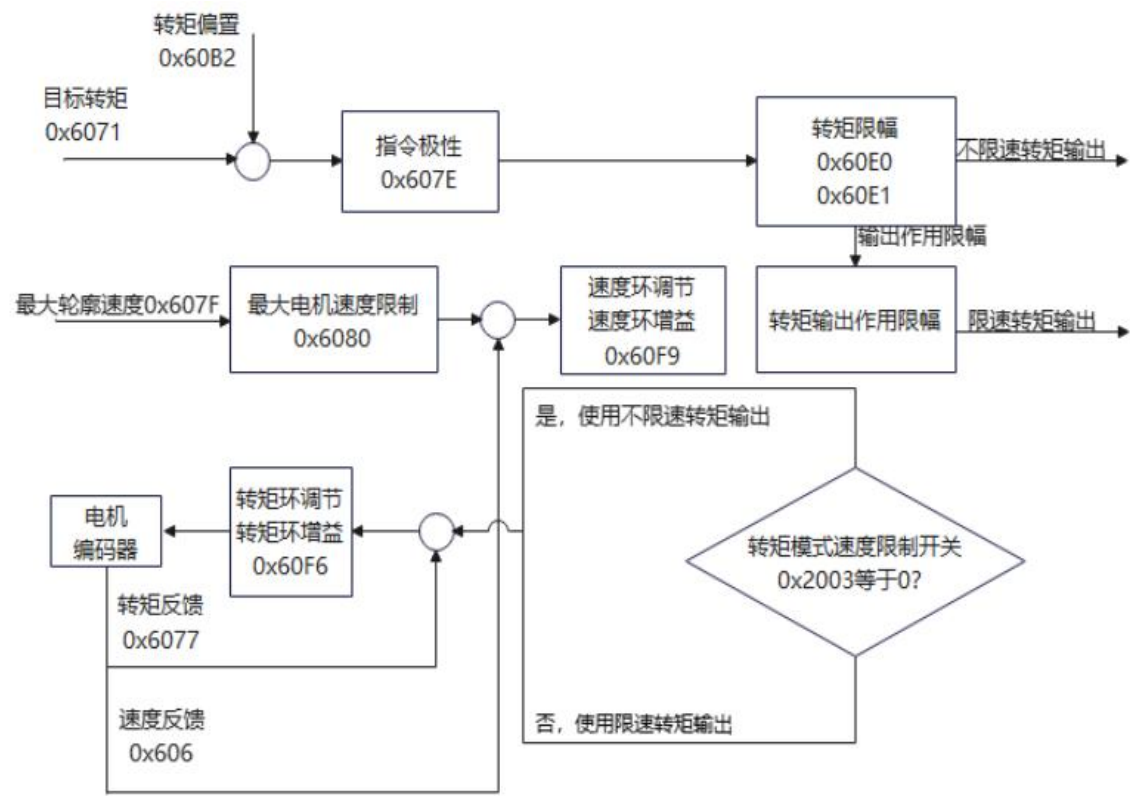 转矩偏置
0x60B2
目标转矩
0x6071
指令极性
0x607E
转矩限幅
0x60E0
0x60E1
不限速转矩输出
输出作用限幅
最大轮廓速度0x607F
最大电机速度限制
0x6080
速度环调节
速度环增益
0x60F9
转矩输出作用限幅
限速转矩输出
是，使用不限速转矩输出
电机
编码器
转矩环调节
转矩环增益
0x60F6
转矩模式速度限制开关
0x2003等于0?
转矩反馈
0x6077
速度反馈
0x606
否，使用限速转矩输出